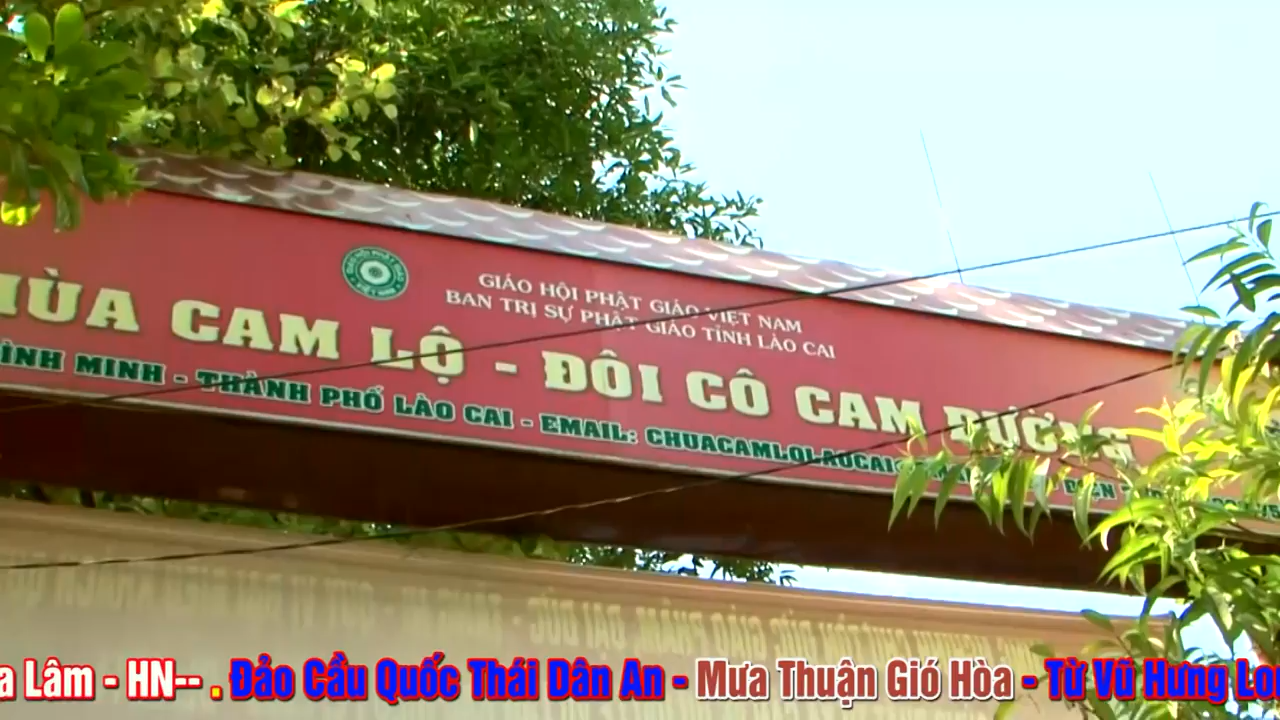 GIÁO HỘI PHẬT GIÁO VIỆT NAM
BAN TRỊ SỰ PHẬT GIÁO TỈNH LÀO CAI
HÙA CAM LỘ - ĐÔI CÔ CAM ĐƯỜNG
ÌNH MINH - THÀNH PHỐ LÀO CAI - EMAIL: CHUACAMLOLAOCAI@
a Lâm - HN-- . Đảo Cầu Quốc Thái Dân An - Mưa Thuận Gió Hòa - Từ Vũ Hưng Lon